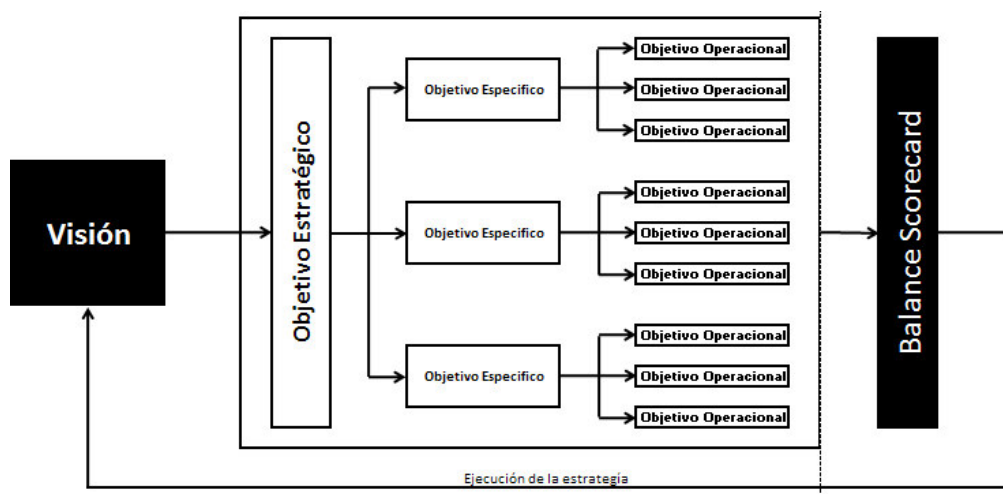 Visión
Objetivo Estratégico
Objetivo Especifico
Objetivo Operacional
Objetivo Operacional
Objetivo Operacional
Objetivo Especifico
Objetivo Operacional
Objetivo Operacional
Objetivo Operacional
Objetivo Especifico
Objetivo Operacional
Objetivo Operacional
Objetivo Operacional
Balance Scorecard
Ejecución de la estrategía